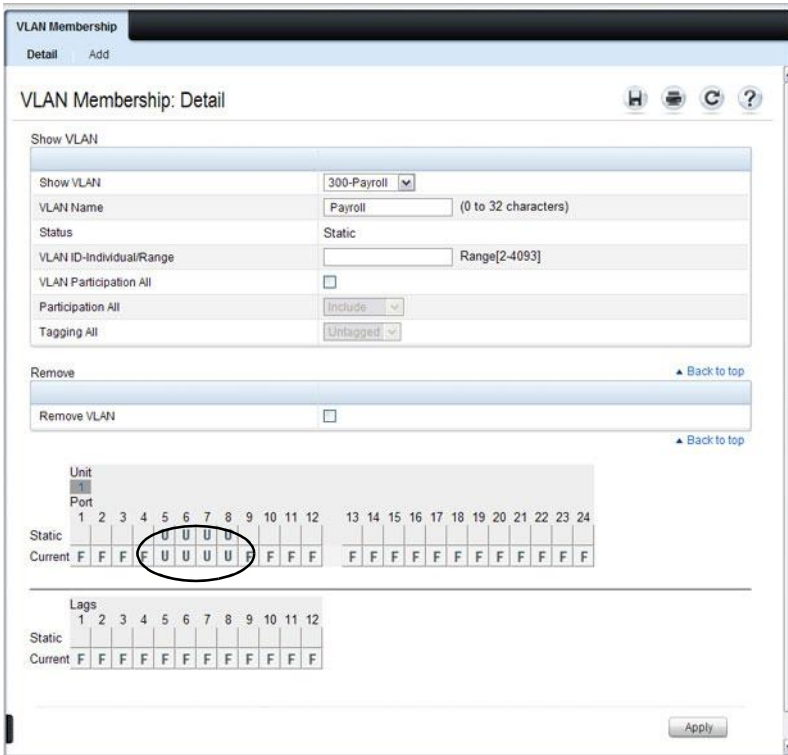 VLAN Membership
Detail Add
VLAN Membership: Detail
Show VLAN
Show VLAN 300-Payroll
VLAN Name Payroll (0 to 32 characters)
Status Static
VLAN ID-Individual/Range Range[2-4093]
VLAN Participation All
Participation All Include
Tagging All Untagged
Remove ▲ Back to top
Remove VLAN
▲ Back to top
Unit
1
Port
1 2 3 4 5 6 7 8 9 10 11 12 13 14 15 16 17 18 19 20 21 22 23 24
Static U U U U
Current F F F F U U U U F F F F F F F F F F F F F F F F
Lags
1 2 3 4 5 6 7 8 9 10 11 12
Static
Current F F F F F F F F F F F F
Apply